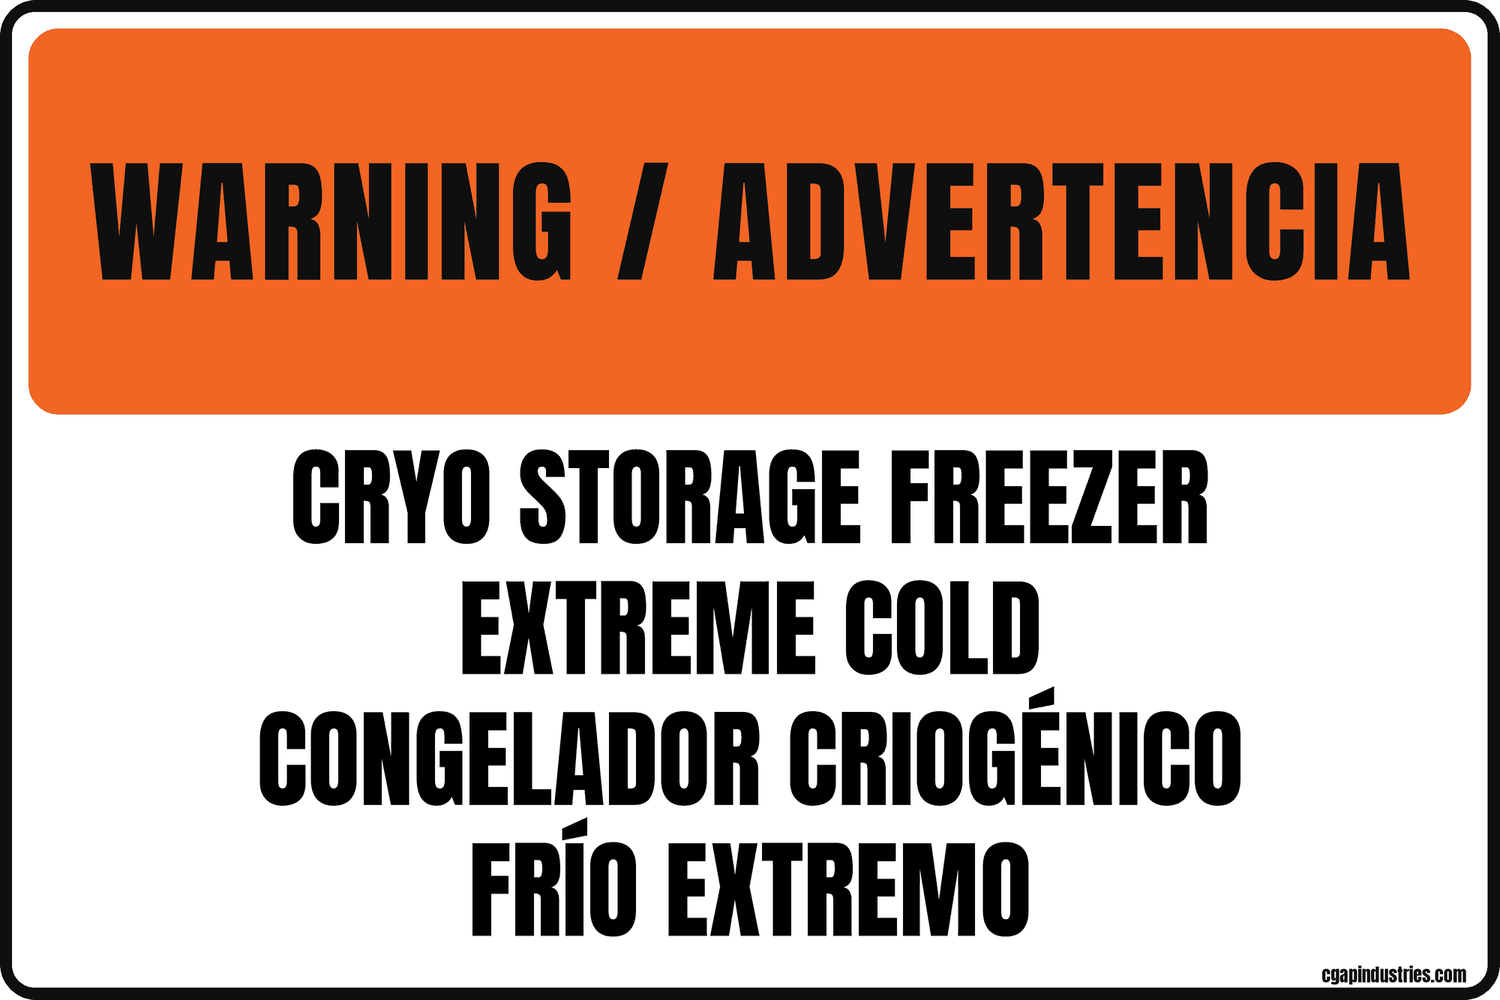 WARNING / ADVERTENCIA
CRYO STORAGE FREEZER
EXTREME COLD
CONGELADOR CRIOGÉNICO
FRÍO EXTREMO
cgapindustries.com